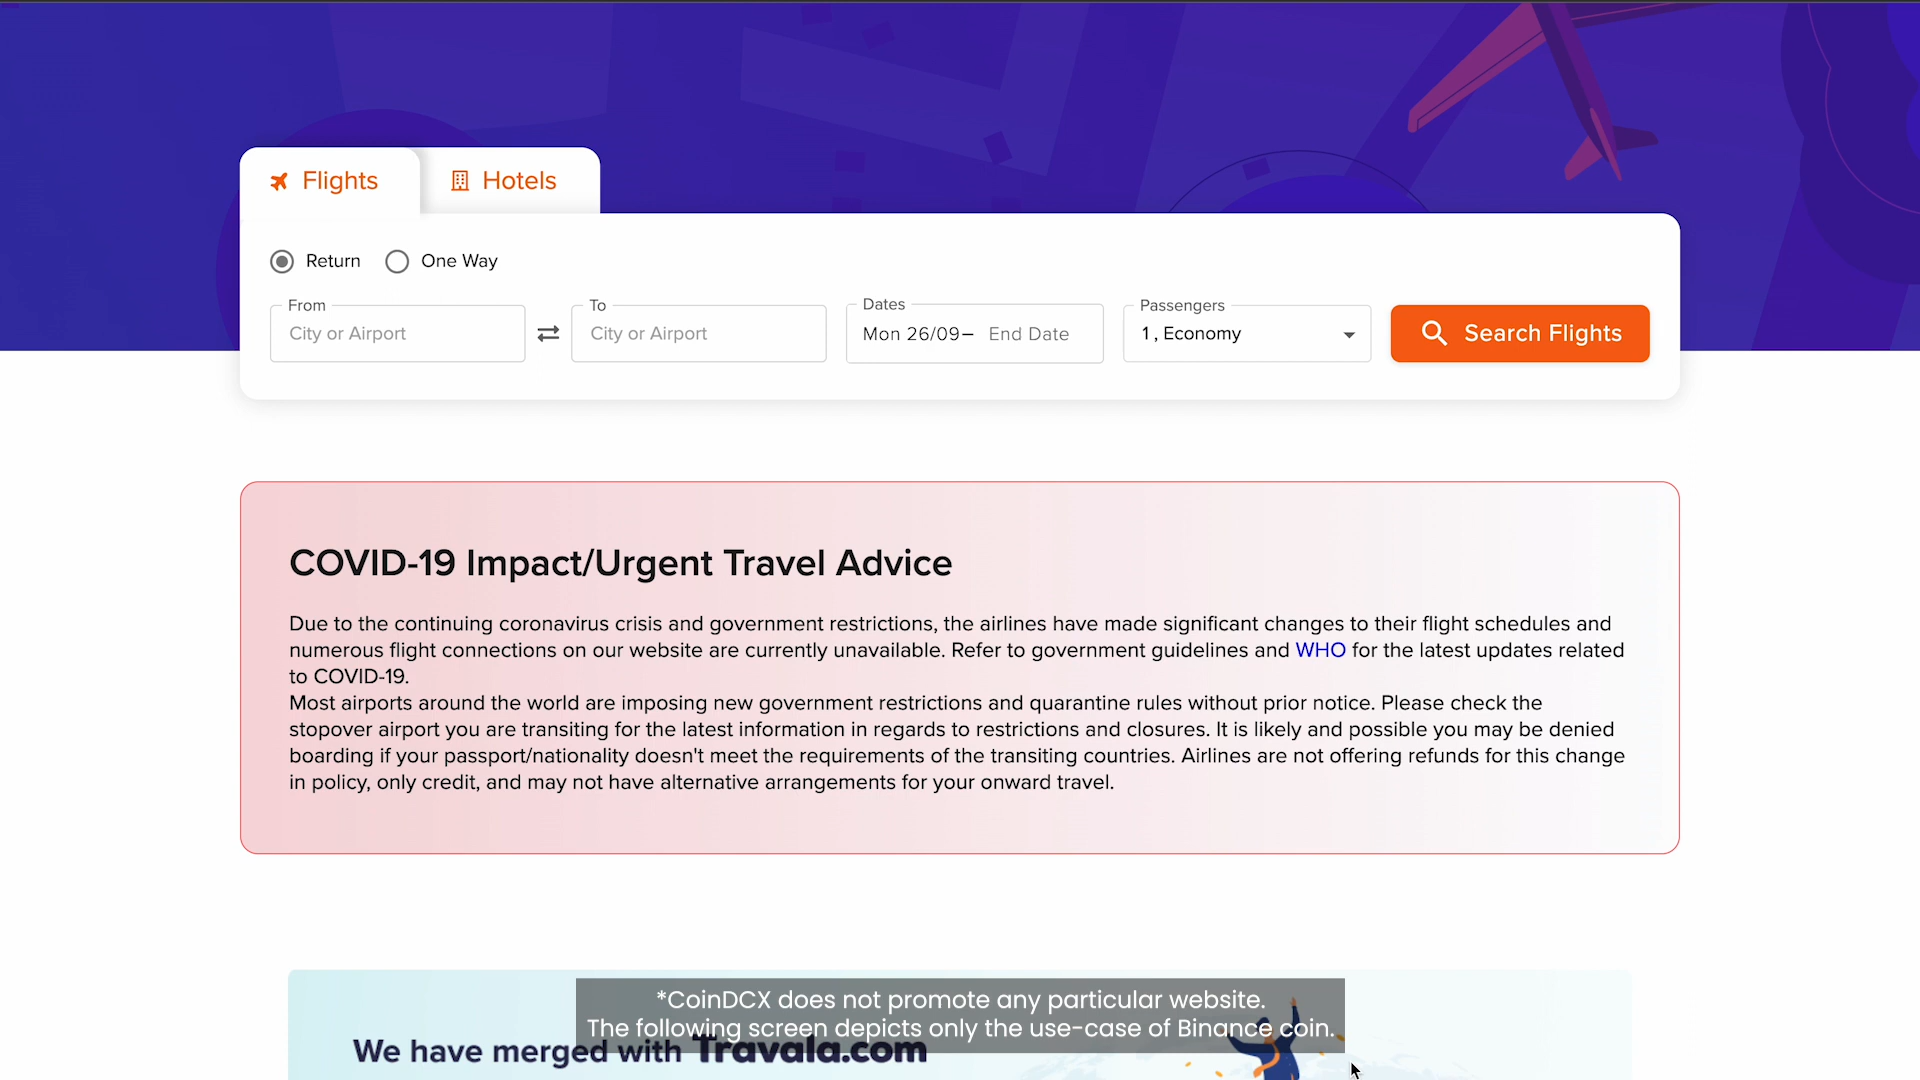 Flights
Hotels
Return
One Way
From
To
Dates
Passengers
City or Airport
City or Airport
Mon 26/09– End Date
1 , Economy
Search Flights
COVID-19 Impact/Urgent Travel Advice
Due to the continuing coronavirus crisis and government restrictions, the airlines have made significant changes to their flight schedules and
numerous flight connections on our website are currently unavailable. Refer to government guidelines and WHO for the latest updates related
to COVID-19.
Most airports around the world are imposing new government restrictions and quarantine rules without prior notice. Please check the
stopover airport you are transiting for the latest information in regards to restrictions and closures. It is likely and possible you may be denied
boarding if your passport/nationality doesn't meet the requirements of the transiting countries. Airlines are not offering refunds for this change
in policy, only credit, and may not have alternative arrangements for your onward travel.
*CoinDCX does not promote any particular website.
The following screen depicts only the use-case of Binance coin.
We have merged with Travala.com